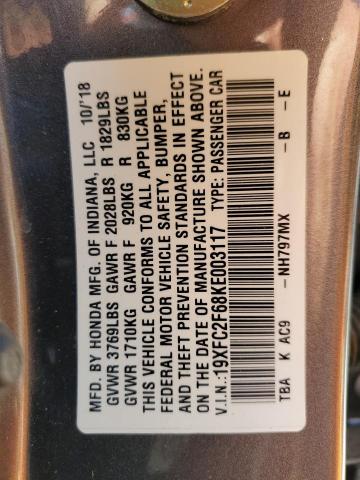 MFD. BY HONDA MFG. OF INDIANA, LLC 10/'18
GVWR 3769LBS GAWR F 2028LBS R 1829LBS
GVWR 1710KG GAWR F 920KG R 830KG
THIS VEHICLE CONFORMS TO ALL APPLICABLE
FEDERAL MOTOR VEHICLE SAFETY, BUMPER,
AND THEFT PREVENTION STANDARDS IN EFFECT
ON THE DATE OF MANUFACTURE SHOWN ABOVE.
V.I.N.:19XFC2F68KE003117 TYPE: PASSENGER CAR
TBA K AC9 -NH797MX -B -E